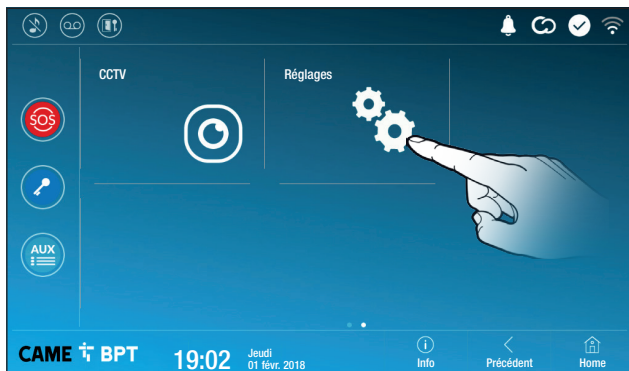 CCTV
Réglages
SOS
AUX
CAME BPT
19:02
Jeudi
01 févr. 2018
Info
Précédent
Home